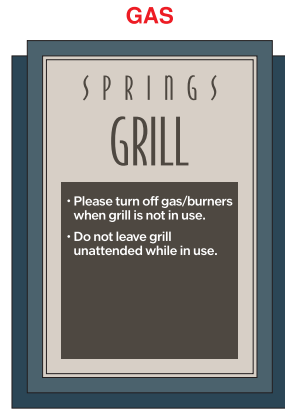 GAS
SPRINGS
GRILL
• Please turn off gas/burners
when grill is not in use.
• Do not leave grill
unattended while in use.